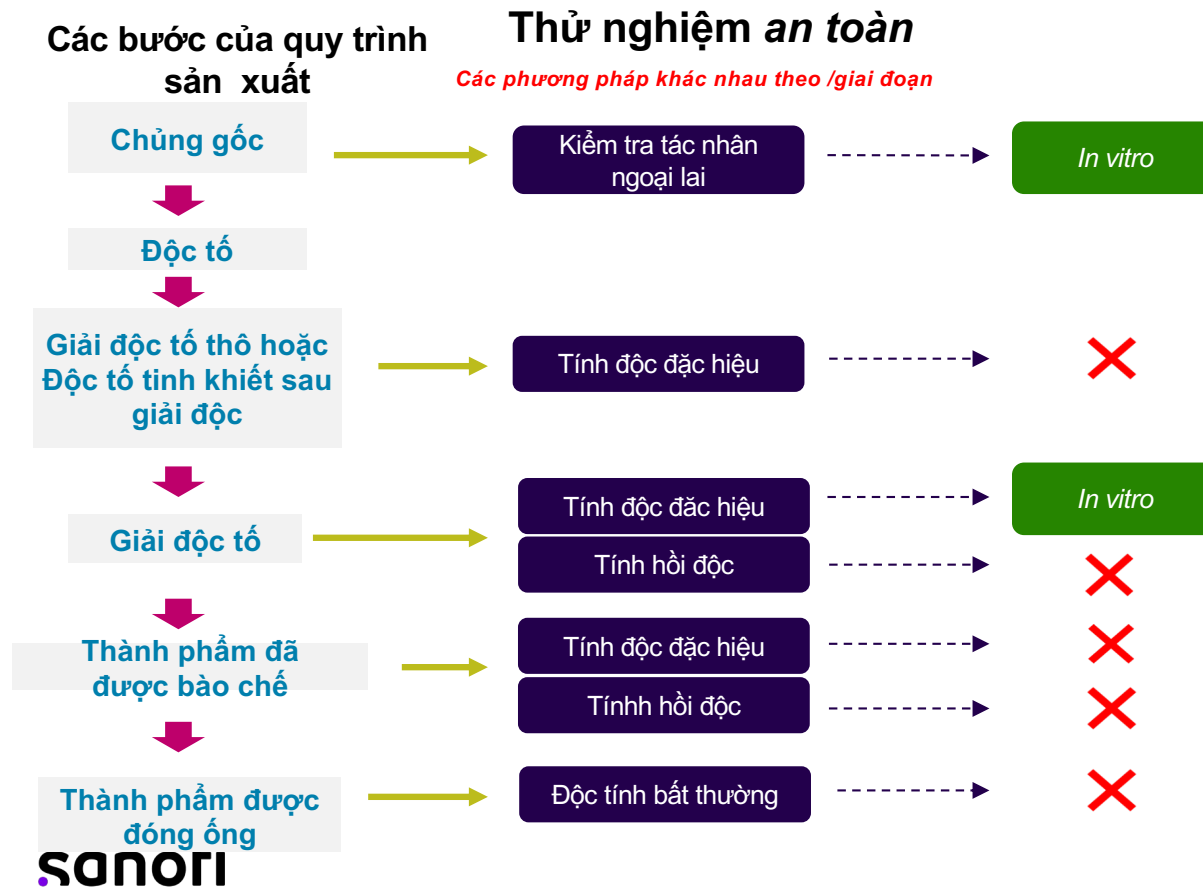 Các bước của quy trình
sản xuất
Thử nghiệm an toàn
Các phương pháp khác nhau theo /giai đoạn
Chủng gốc
Kiểm tra tác nhân
ngoại lai
In vitro
Độc tố
Giải độc tố thô hoặc
Độc tố tinh khiết sau
giải độc
Tính độc đặc hiệu
Giải độc tố
Tính độc đăc hiệu
In vitro
Tính hồi độc
Thành phẩm đã
được bào chế
Tính độc đặc hiệu
Tínhh hồi độc
Thành phẩm được
đóng ống
Độc tính bất thường
sanofi